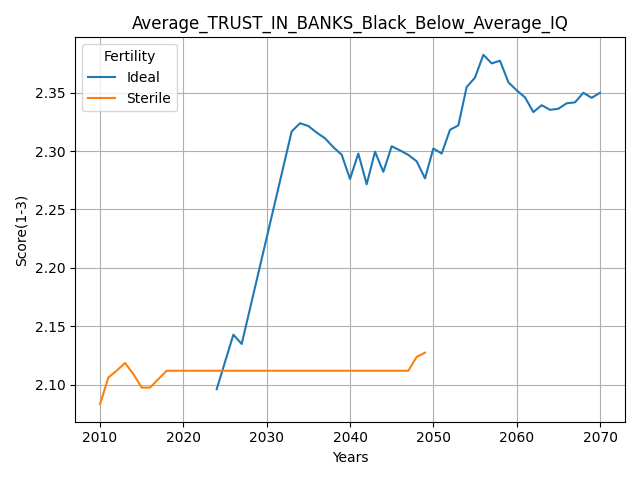 Average_TRUST_IN_BANKS_Black_Below_Average_IQ
Fertility
Ideal
Sterile
Score(1-3)
2.35
2.30
2.25
2.20
2.15
2.10
2010 2020 2030 2040 2050 2060 2070
Years